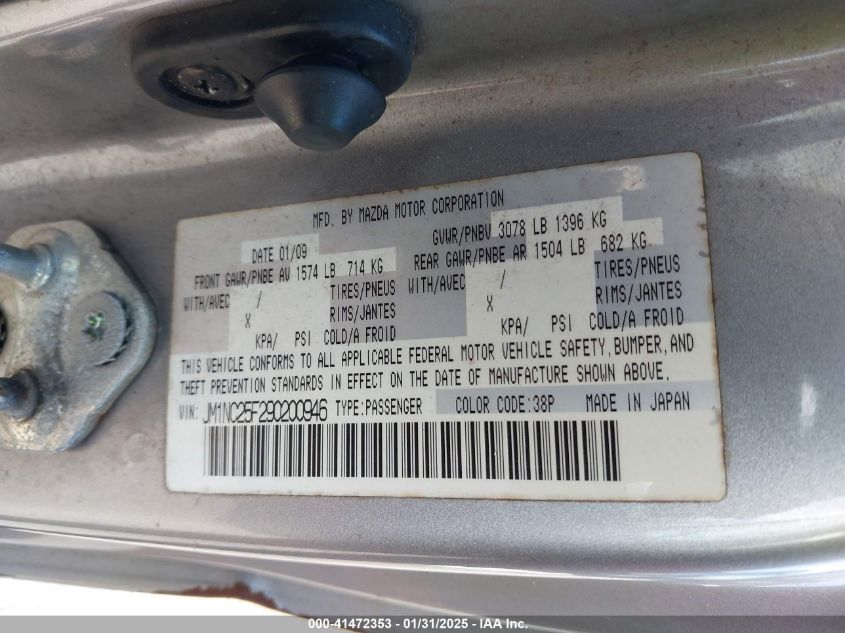 MFD. BY MAZDA MOTOR CORPORATION
DATE 01/09
GVWR/PNBV 3078 LB 1396 KG
FRONT GAWR/PNBE AV 1574 LB 714 KG
REAR GAWR/PNBE AR 1504 LB 682 KG
WITH/AVEC / TIRES/PNEUS WITH/AVEC / TIRES/PNEUS
X RIMS/JANTES X RIMS/JANTES
KPA/ PSI COLD/A FROID KPA/ PSI COLD/A FROID
THIS VEHICLE CONFORMS TO ALL APPLICABLE FEDERAL MOTOR VEHICLE SAFETY, BUMPER, AND
THEFT PREVENTION STANDARDS IN EFFECT ON THE DATE OF MANUFACTURE SHOWN ABOVE.
VIN: JM1NC25F290200946 TYPE:PASSENGER COLOR CODE:38P MADE IN JAPAN
000-41472353 - 01/31/2025 - IAA Inc.